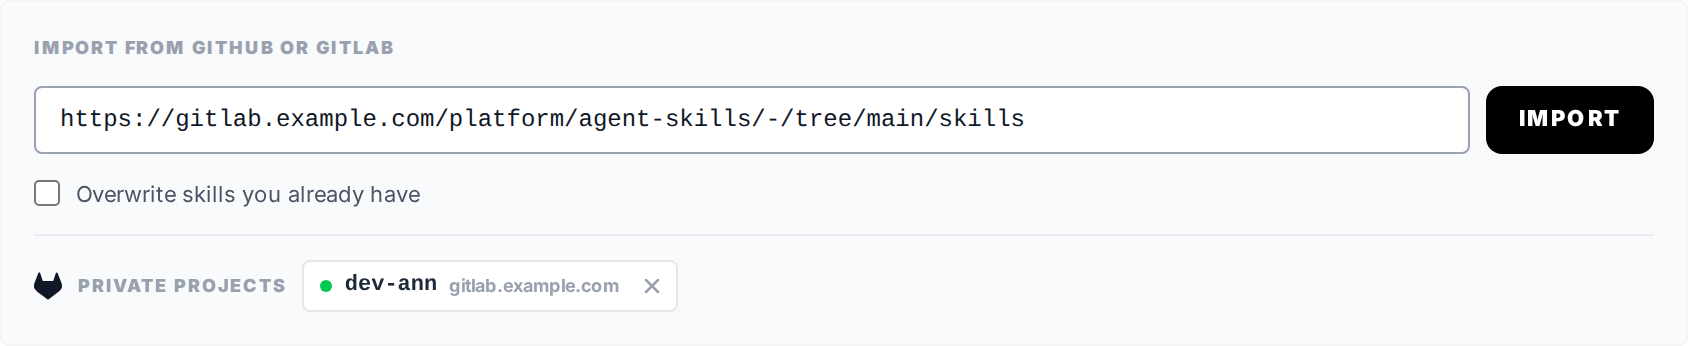 IMPORT FROM GITHUB OR GITLAB
https://gitlab.example.com/platform/agent-skills/-/tree/main/skills
IMPORT
Overwrite skills you already have
PRIVATE PROJECTS dev-ann gitlab.example.com